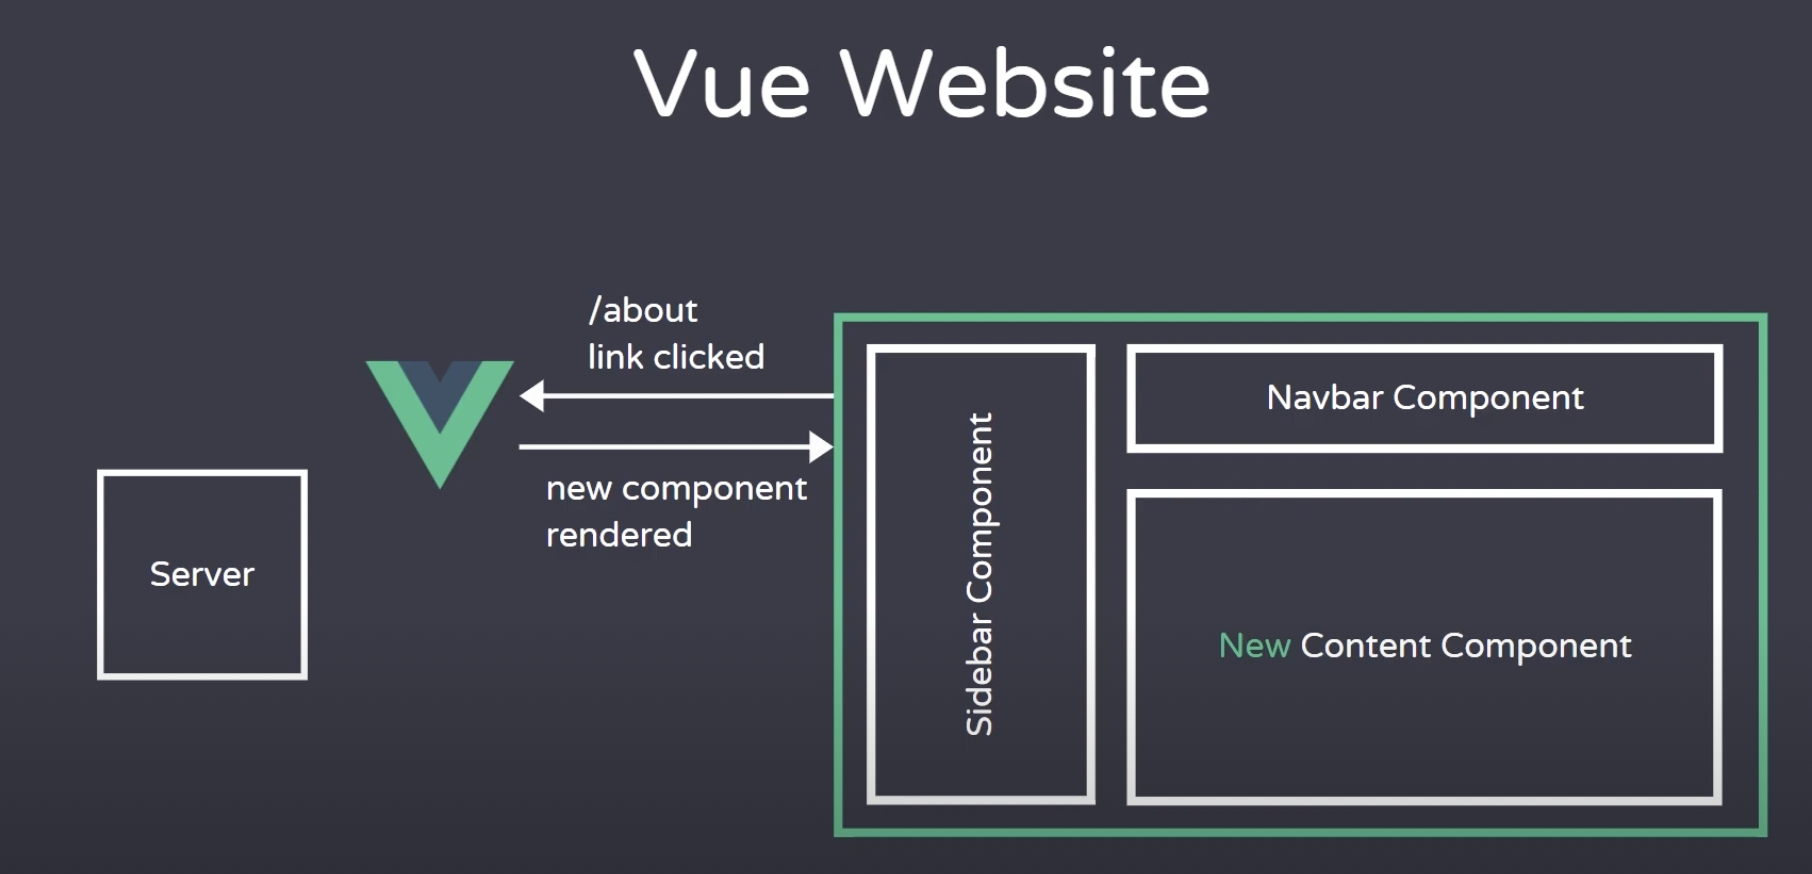 Vue Website
/about
link clicked
new component
rendered
Server
Sidebar Component
Navbar Component
New Content Component